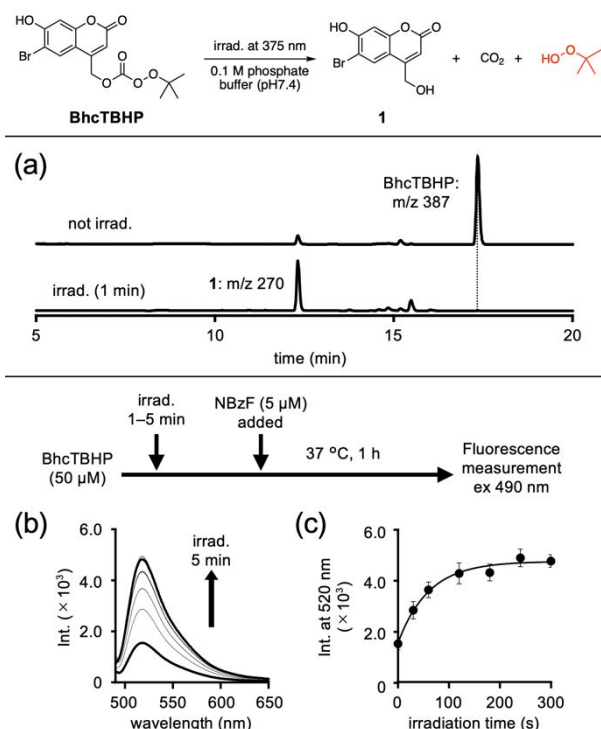 HO
O
O
Br
O
O
O
O
BhcTBHP
irrad. at 375 nm
0.1 M phosphate
buffer (pH7.4)
HO
O
O
Br
OH
1
+ CO2 + HO
O
(a)
BhcTBHP:
m/z 387
not irrad.
1: m/z 270
irrad. (1 min)
5 10 15 20
time (min)
irrad.
1–5 min
NBzF (5 µM)
added
BhcTBHP
(50 µM)
37 ºC, 1 h
Fluorescence
measurement
ex 490 nm
(b)
6.0
4.0
2.0
0
Int. (× 10³)
irrad.
5 min
500 550 600 650
wavelength (nm)
(c)
6.0
4.0
2.0
0
Int. at 520 nm
(× 10³)
0 100 200 300
irradiation time (s)